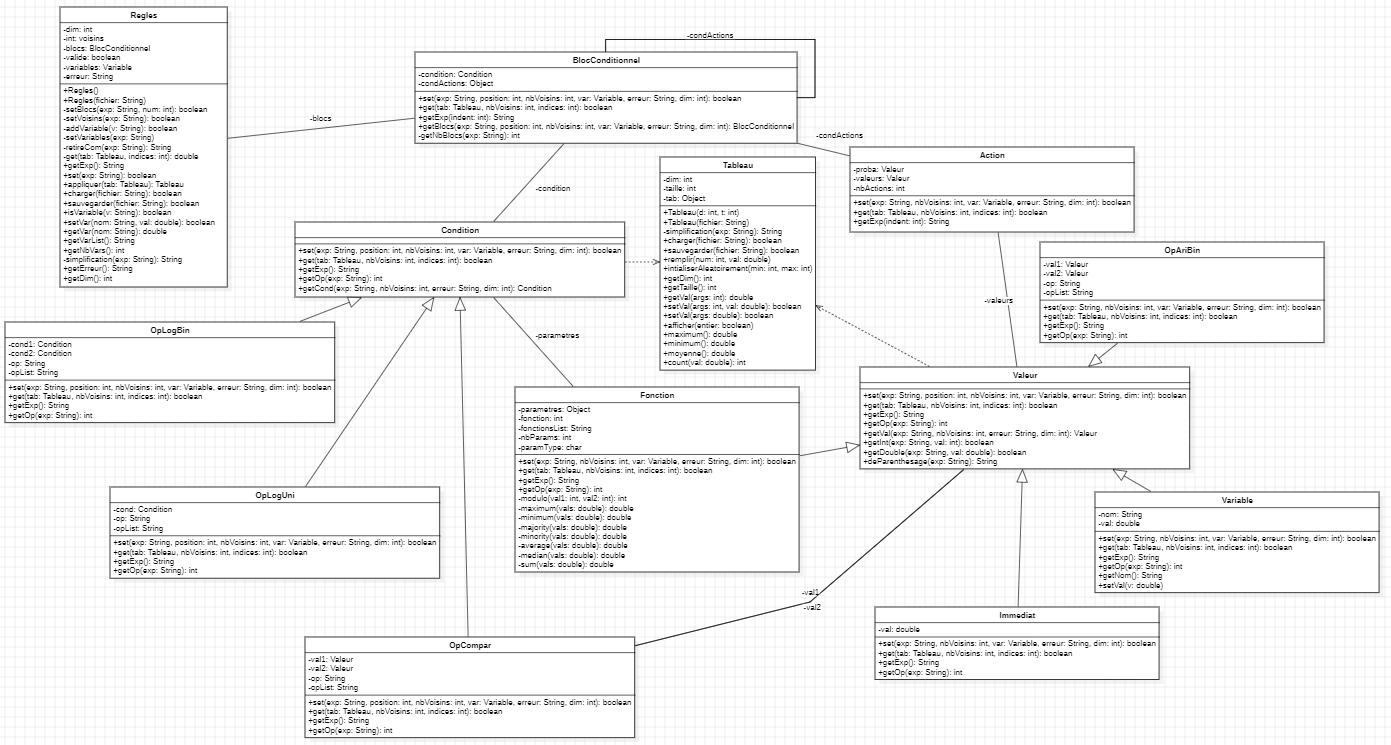 Regles
-dim: int
-int: voisins
-blocs: BlocConditionnel
-valide: boolean
-variables: Variable
-erreur: String
+Regles()
+Regles(fichier: String)
-setBlocs(exp: String, num: int): boolean
-setVoisins(exp: String): boolean
-addVariable(v: String): boolean
-setVariables(exp: String)
-retireCom(exp: String): String
-get(tab: Tableau, indices: int): double
+getExp(): String
+set(exp: String): boolean
+appliquer(tab: Tableau): Tableau
+charger(fichier: String): boolean
+sauvegarder(fichier: String): boolean
+isVariable(v: String): boolean
+setVar(nom: String, val: double): boolean
+getVar(nom: String): double
+getVarList(): String
+getNbVars(): int
-simplification(exp: String): String
+getErreur(): String
+getDim(): int
-blocs
-condActions
BlocConditionnel
-condition: Condition
-condActions: Object
+set(exp: String, position: int, nbVoisins: int, var: Variable, erreur: String, dim: int): boolean
+get(tab: Tableau, nbVoisins: int, indices: int): boolean
+getExp(indent: int): String
+getBlocs(exp: String, position: int, nbVoisins: int, var: Variable, erreur: String, dim: int): BlocConditionnel
-getNbBlocs(exp: String): int
-condActions
-condition
Action
-proba: Valeur
-valeurs: Valeur
-nbActions: int
+set(exp: String, nbVoisins: int, var: Variable, erreur: String, dim: int): boolean
+get(tab: Tableau, nbVoisins: int, indices: int): boolean
+getExp(indent: int): String
-valeurs
Tableau
-dim: int
-taille: int
-tab: Object
+Tableau(d: int, t: int)
+Tableau(fichier: String)
-simplification(exp: String): String
+charger(fichier: String): boolean
+sauvegarder(fichier: String): boolean
+remplir(num: int, val: double)
+intialiserAleatoirement(min: int, max: int)
+getDim(): int
+getTaille(): int
+getVal(args: int): double
+setVal(args: int, val: double): boolean
+setVal(args: double): boolean
+afficher(entier: boolean)
+maximum(): double
+minimum(): double
+moyenne(): double
+count(val: double): int
Condition
+set(exp: String, position: int, nbVoisins: int, var: Variable, erreur: String, dim: int): boolean
+get(tab: Tableau, nbVoisins: int, indices: int): boolean
+getExp(): String
+getOp(exp: String): int
+getCond(exp: String, nbVoisins: int, erreur: String, dim: int): Condition
-parametres
OpAriBin
-val1: Valeur
-val2: Valeur
-op: String
-opList: String
+set(exp: String, nbVoisins: int, var: Variable, erreur: String, dim: int): boolean
+get(tab: Tableau, nbVoisins: int, indices: int): boolean
+getExp(): String
+getOp(exp: String): int
OpLogBin
-cond1: Condition
-cond2: Condition
-op: String
-opList: String
+set(exp: String, position: int, nbVoisins: int, var: Variable, erreur: String, dim: int): boolean
+get(tab: Tableau, nbVoisins: int, indices: int): boolean
+getExp(): String
+getOp(exp: String): int
Valeur
+set(exp: String, position: int, nbVoisins: int, var: Variable, erreur: String, dim: int): boolean
+get(tab: Tableau, nbVoisins: int, indices: int): boolean
+getExp(): String
+getOp(exp: String): int
+getVal(exp: String, nbVoisins: int, erreur: String, dim: int): Valeur
+getInt(exp: String, val: int): boolean
+getDouble(exp: String, val: double): boolean
+deParenthesage(exp: String): String
Fonction
-parametres: Object
-fonction: int
-fonctionsList: String
-nbParams: int
-paramType: char
+set(exp: String, nbVoisins: int, var: Variable, erreur: String, dim: int): boolean
+get(tab: Tableau, nbVoisins: int, indices: int): boolean
+getExp(): String
+getOp(exp: String): int
-modulo(val1: int, val2: int): int
-maximum(vals: double): double
-minimum(vals: double): double
-majority(vals: double): double
-minority(vals: double): double
-average(vals: double): double
-median(vals: double): double
-sum(vals: double): double
OpLogUni
-cond: Condition
-op: String
-opList: String
+set(exp: String, position: int, nbVoisins: int, var: Variable, erreur: String, dim: int): boolean
+get(tab: Tableau, nbVoisins: int, indices: int): boolean
+getExp(): String
+getOp(exp: String): int
Variable
-nom: String
-val: double
+set(exp: String, nbVoisins: int, var: Variable, erreur: String, dim: int): boolean
+get(tab: Tableau, nbVoisins: int, indices: int): boolean
+getExp(): String
+getOp(exp: String): int
+getNom(): String
+setVal(v: double)
-val1
-val2
Immediat
-val: double
+set(exp: String, nbVoisins: int, var: Variable, erreur: String, dim: int): boolean
+get(tab: Tableau, nbVoisins: int, indices: int): boolean
+getExp(): String
+getOp(exp: String): int
OpCompar
-val1: Valeur
-val2: Valeur
-op: String
-opList: String
+set(exp: String, position: int, nbVoisins: int, var: Variable, erreur: String, dim: int): boolean
+get(tab: Tableau, nbVoisins: int, indices: int): boolean
+getExp(): String
+getOp(exp: String): int